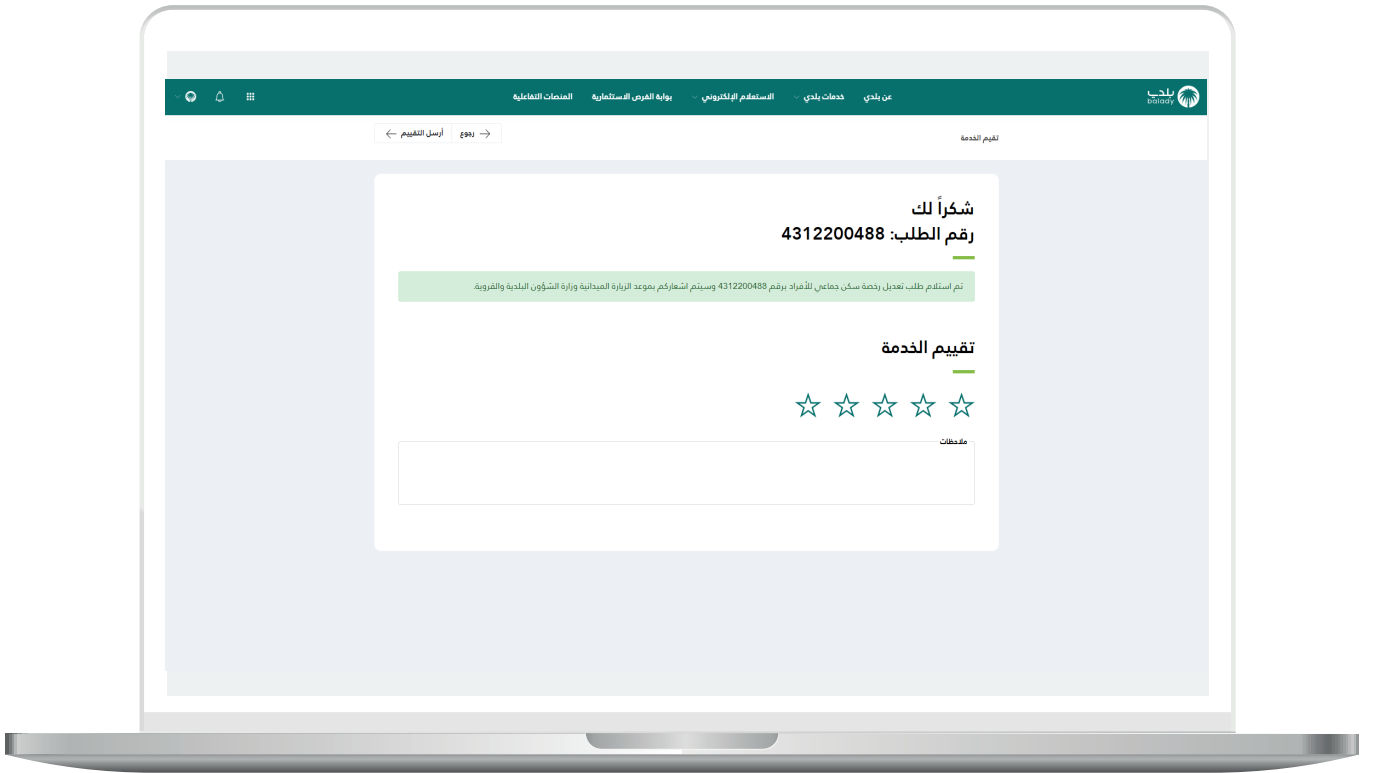 بلدي
balady
عن بلدي
خدمات بلدي
الاستعلام الإلكتروني
بوابة الفرص الاستثمارية
المنصات التفاعلية
تقيم الخدمة
رجوع
أرسل التقييم
شكراً لك
رقم الطلب: 4312200488
تم استلام طلب تعديل رخصة سكن جماعي للأفراد برقم 4312200488 وسيتم اشعاركم بموعد الزيارة الميدانية وزارة الشؤون البلدية والقروية.
تقييم الخدمة
ملاحظات